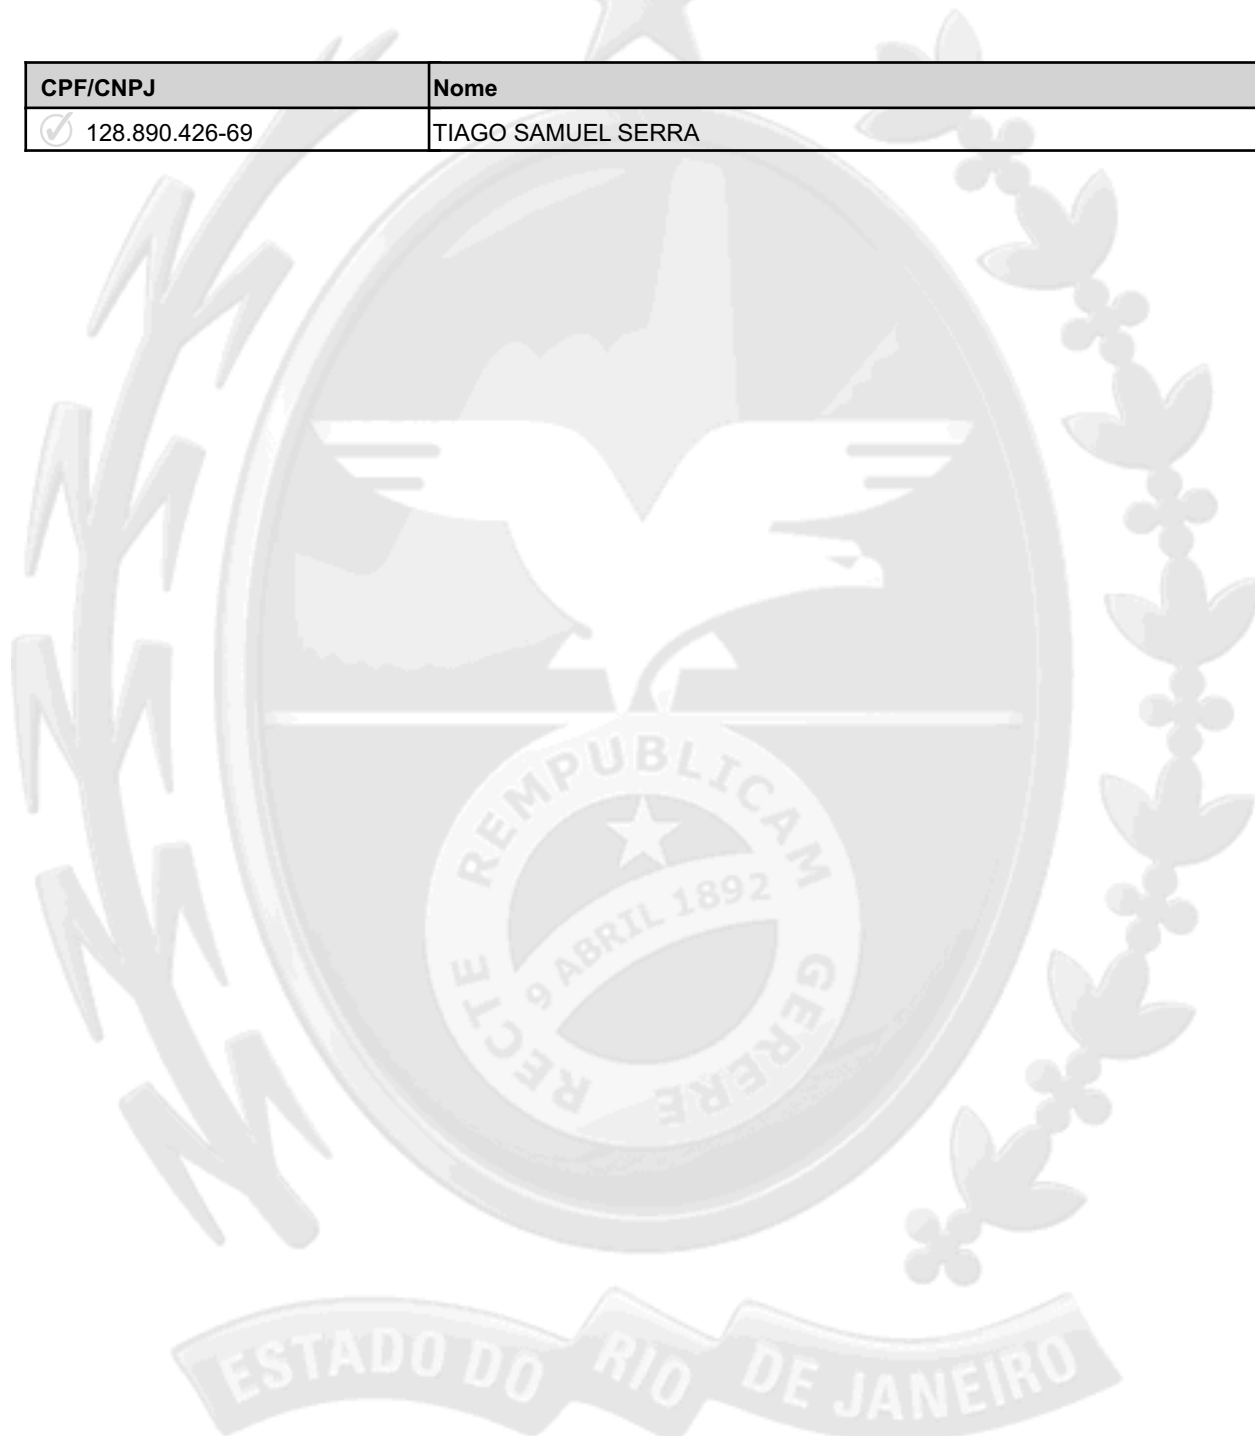 CPF/CNPJ Nome
128.890.426-69 TIAGO SAMUEL SERRA
REMPUBLICAM
9 ABRIL 1892
RECTE GERERE
ESTADO DO RIO DE JANEIRO